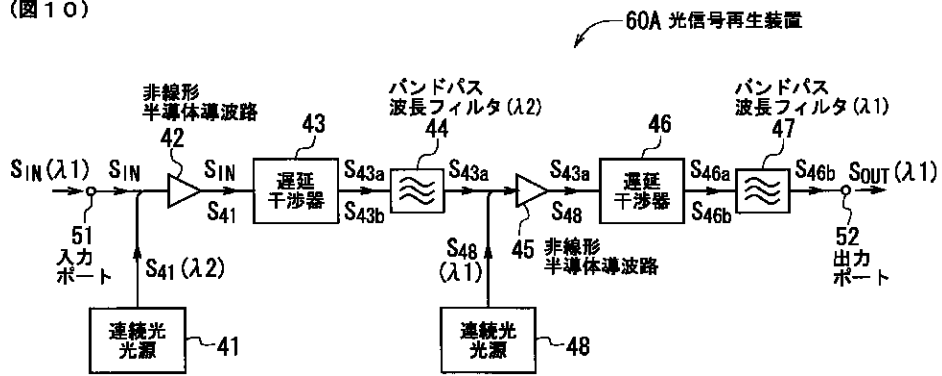 (図10)
60A 光信号再生装置
非線形
半導体導波路
42
43
バンドパス
波長フィルタ(λ2)
44
46
バンドパス
波長フィルタ(λ1)
47
SIN(λ1)
SIN
SIN
S41
遅延
干渉器
S43a
S43b
S43a
S43a
S48
遅延
干渉器
S46a
S46b
S46b
SOUT(λ1)
51
入力
ポート
S41(λ2)
S48
(λ1)
45 非線形
半導体導波路
52
出力
ポート
連続光
光源
41
連続光
光源
48